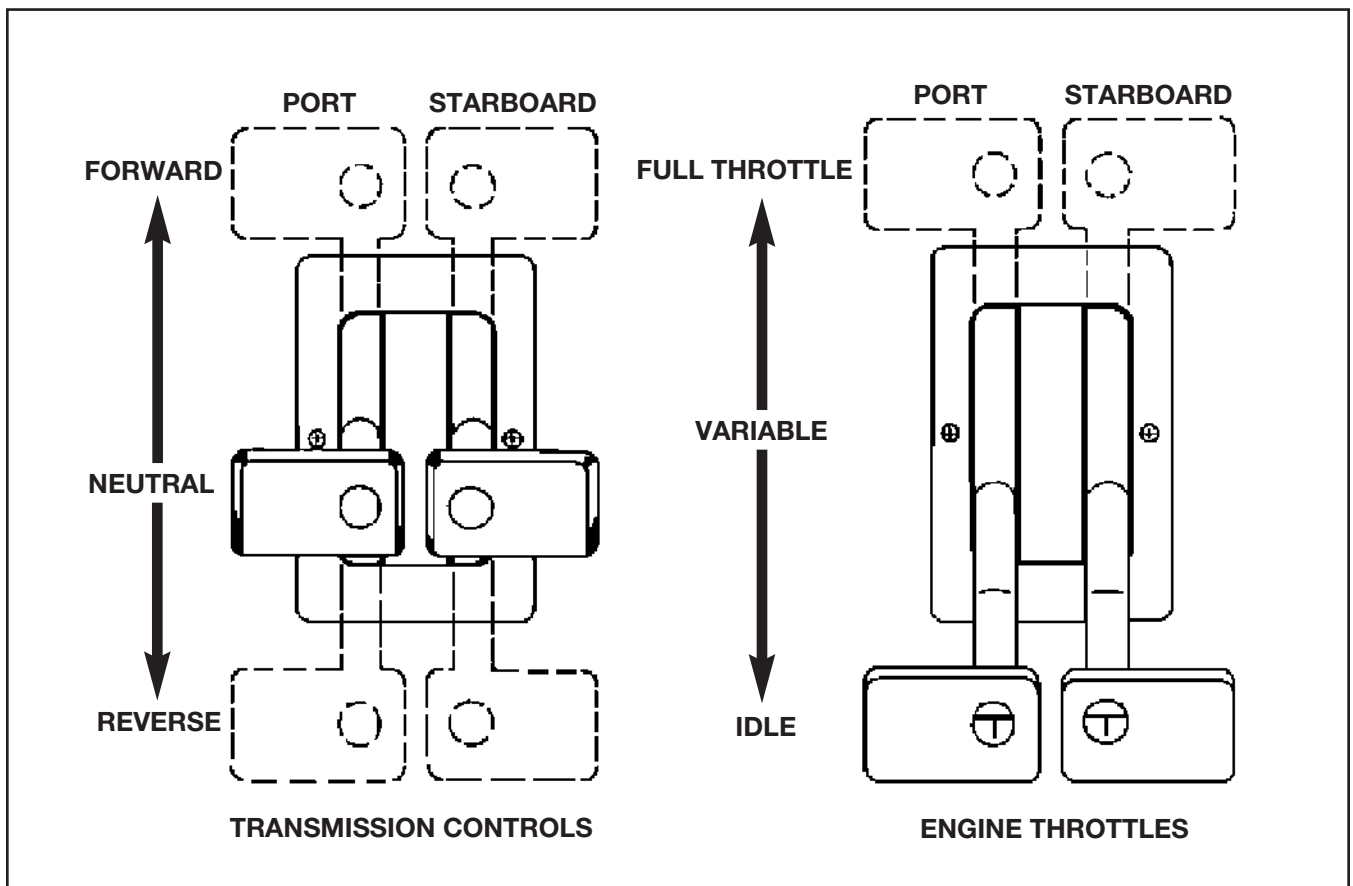 PORT STARBOARD
FORWARD
NEUTRAL
REVERSE
TRANSMISSION CONTROLS
PORT STARBOARD
FULL THROTTLE
VARIABLE
IDLE
T T
ENGINE THROTTLES